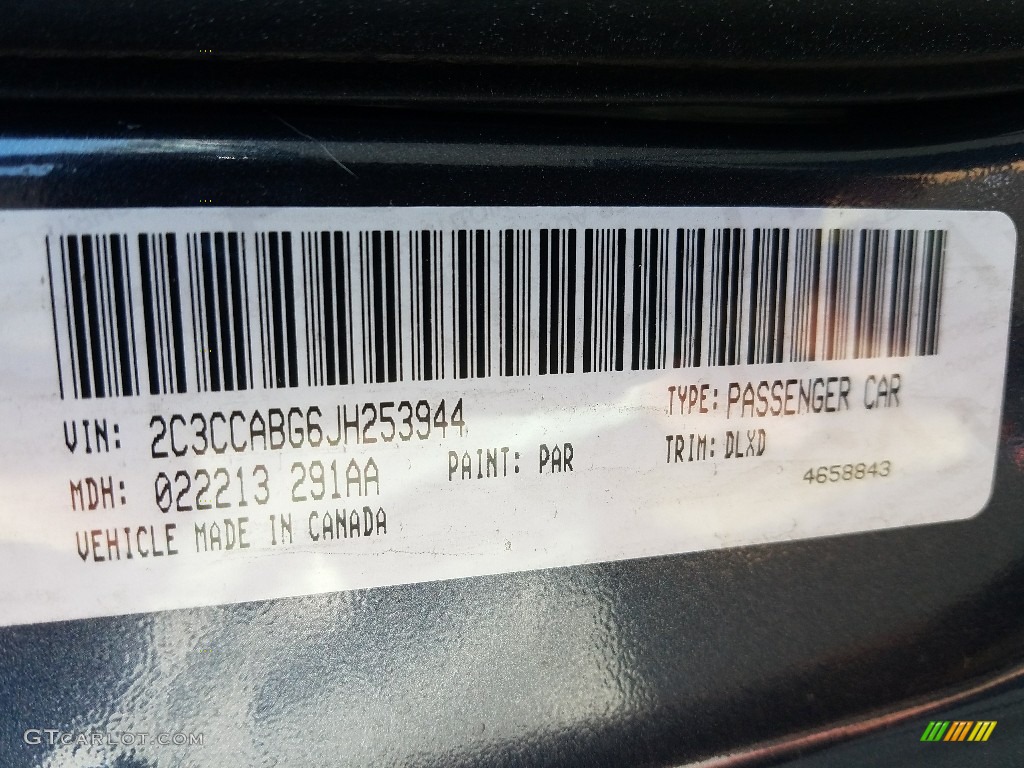 VIN: 2C3CCABG6JH253944
TYPE: PASSENGER CAR
MDH: 022213 291AA
PAINT: PAR
TRIM: DLXD
4658843
VEHICLE MADE IN CANADA
GTCARLOT.COM